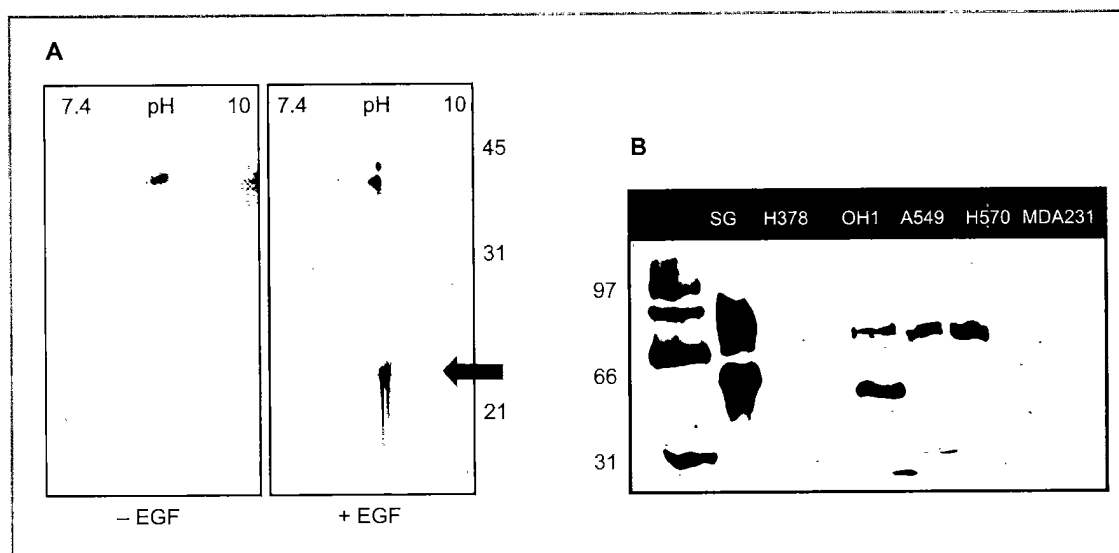 A
7.4 pH 10
7.4 pH 10
45
31
21
– EGF
+ EGF
B
SG H378 OH1 A549 H570 MDA231
97
66
31